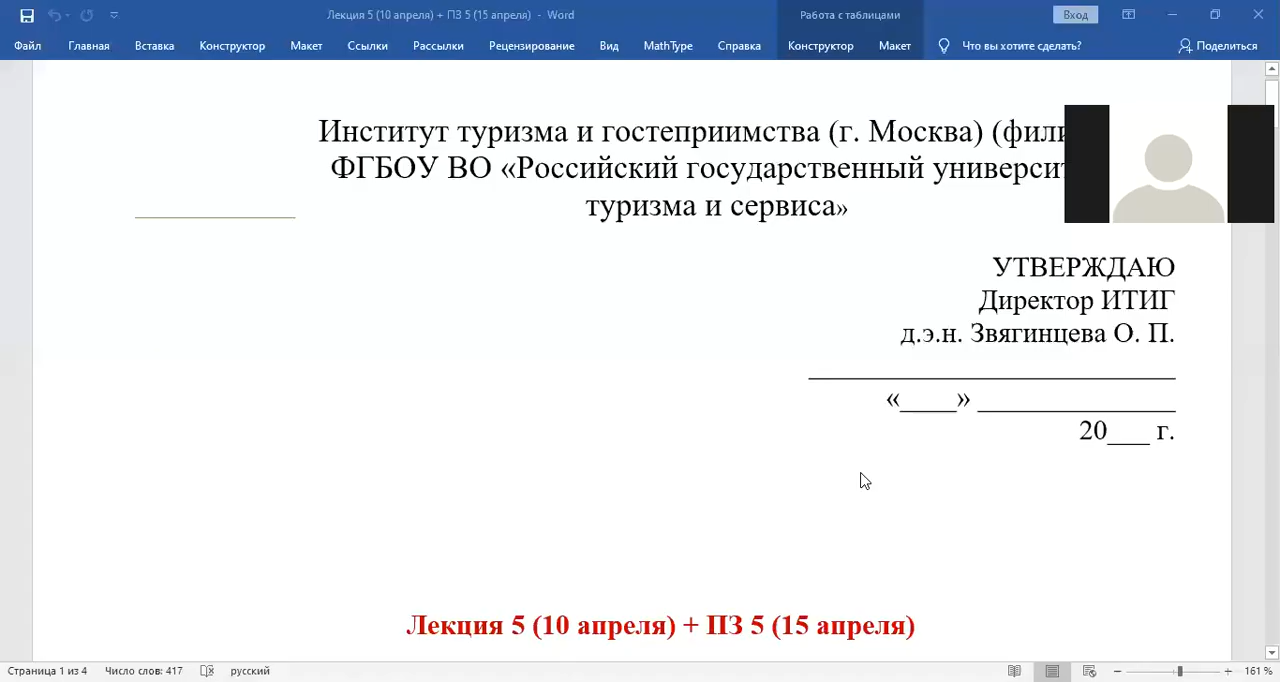 Лекция 5 (10 апреля) + ПЗ 5 (15 апреля) - Word
Работа с таблицами
Вход
Файл Главная Вставка Конструктор Макет Ссылки Рассылки Рецензирование Вид MathType Справка Конструктор Макет Что вы хотите сделать? Поделиться
Институт туризма и гостеприимства (г. Москва)
ФГБОУ ВО «Российский государственный
туризма и сервиса»
УТВЕРЖДАЮ
Директор ИТИГ
д.э.н. Звягинцева О. П.
«____» ______________
20___ г.
Лекция 5 (10 апреля) + ПЗ 5 (15 апреля)
Страница 1 из 4 Число слов: 417 русский 161 %